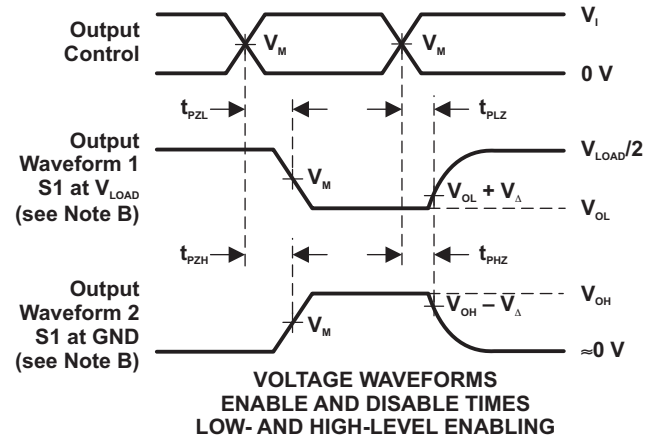 Output
Control
V_M
V_M
V_I
0 V
t_PZL
t_PLZ
Output
Waveform 1
S1 at V_LOAD
(see Note B)
V_M
V_OL + V_Δ
V_LOAD/2
V_OL
t_PZH
t_PHZ
Output
Waveform 2
S1 at GND
(see Note B)
V_M
V_OH − V_Δ
V_OH
≈0 V
VOLTAGE WAVEFORMS
ENABLE AND DISABLE TIMES
LOW- AND HIGH-LEVEL ENABLING